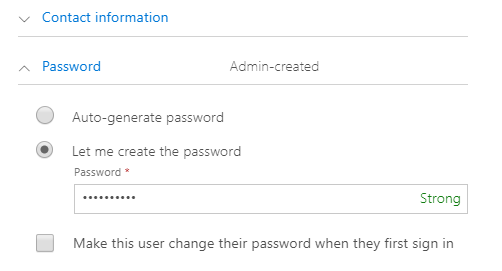 Contact information
Password Admin-created
Auto-generate password
Let me create the password
Password *
•••••••••• Strong
Make this user change their password when they first sign in